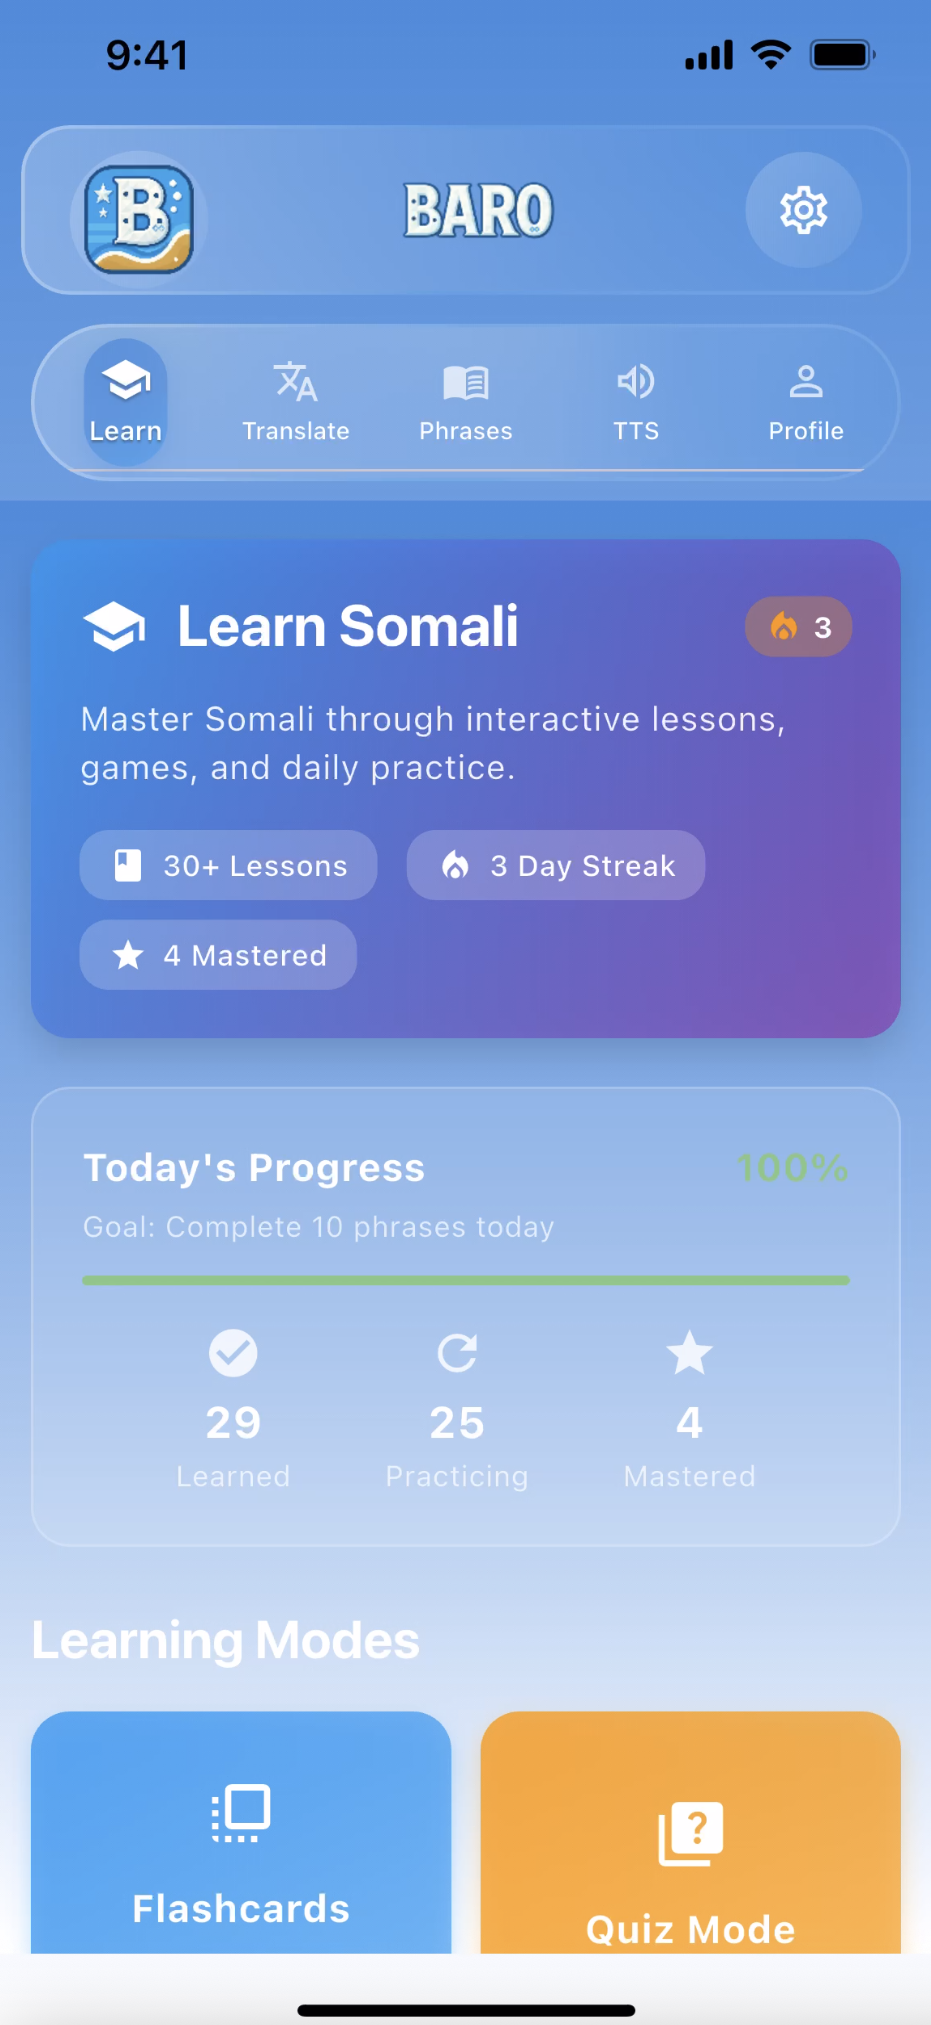 9:41
B
BARO
Learn
Translate
Phrases
TTS
Profile
Learn Somali
3
Master Somali through interactive lessons,
games, and daily practice.
30+ Lessons
3 Day Streak
4 Mastered
Today's Progress
100%
Goal: Complete 10 phrases today
29
25
4
Learned
Practicing
Mastered
Learning Modes
Flashcards
Quiz Mode